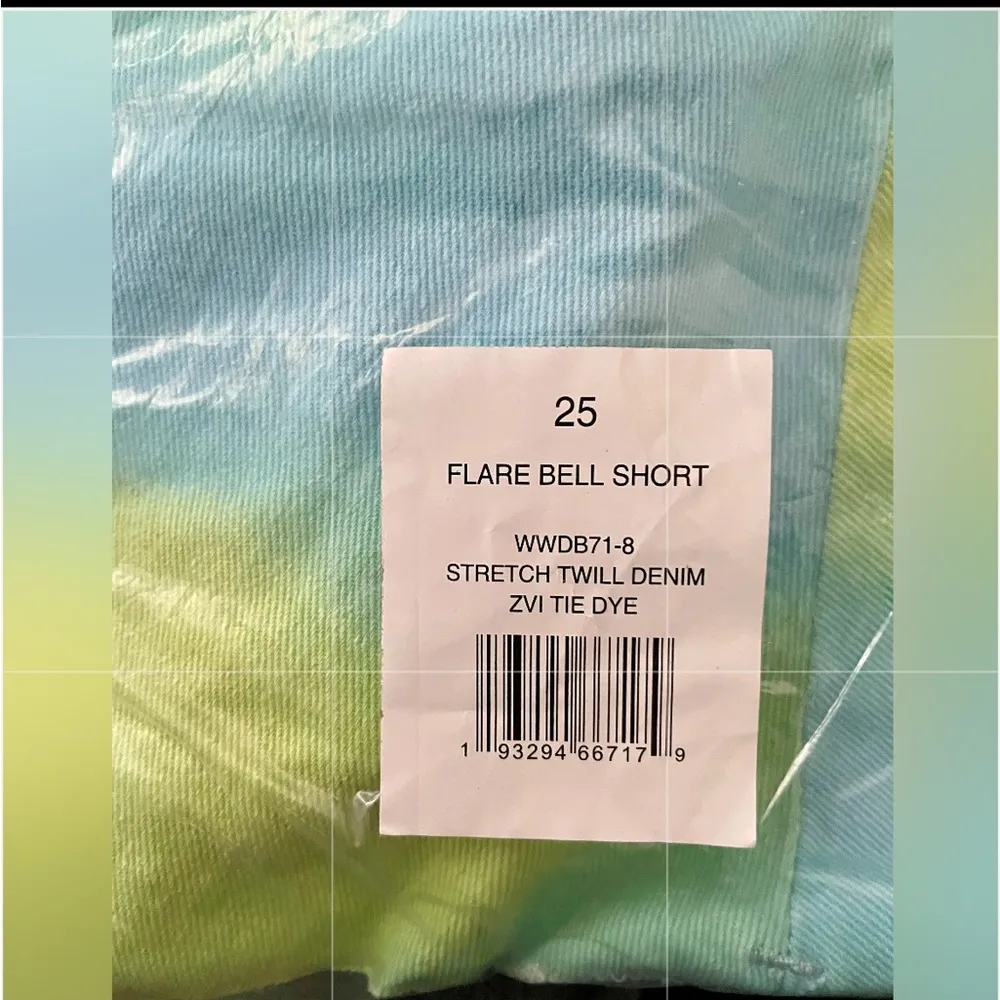 25
FLARE BELL SHORT
WWDB71-8
STRETCH TWILL DENIM
ZVI TIE DYE
1 93294 66717 9